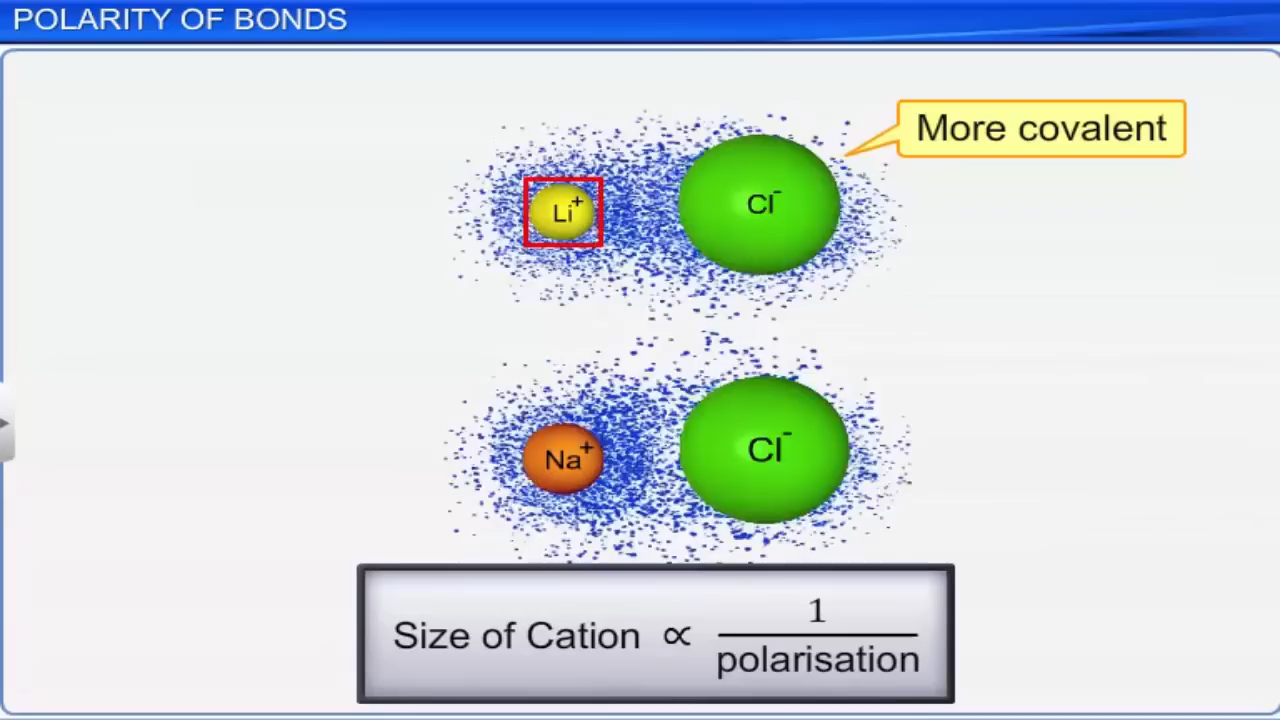 POLARITY OF BONDS
More covalent
Li⁺
Cl⁻
Na⁺
Cl⁻
Size of Cation ∝ 1/polarisation